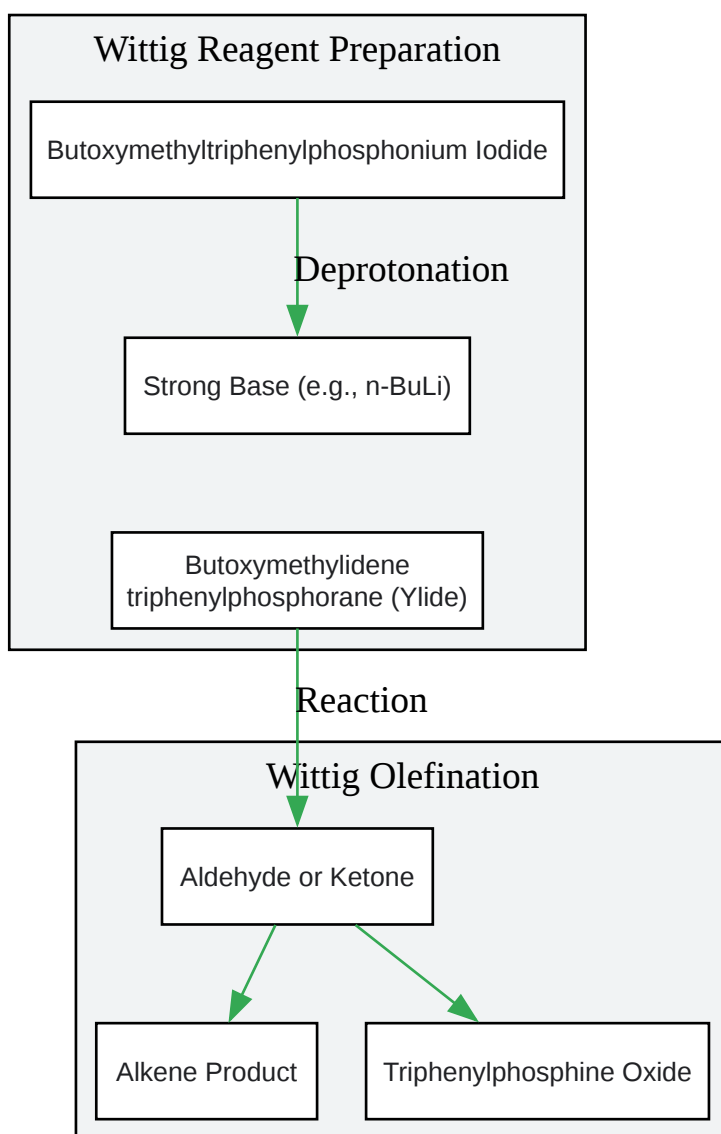 Wittig Reagent Preparation
Butoxymethyltriphenylphosphonium Iodide
Deprotonation
Strong Base (e.g., n-BuLi)
Butoxymethylidene
triphenylphosphorane (Ylide)
Reaction
Wittig Olefination
Aldehyde or Ketone
Alkene Product
Triphenylphosphine Oxide